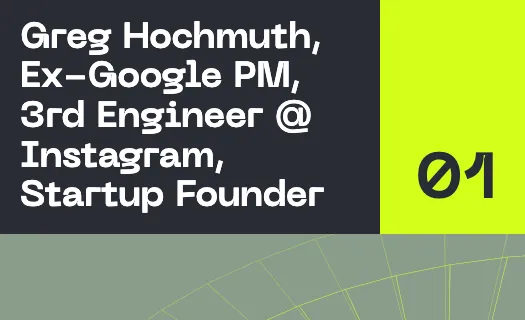 Greg Hochmuth,
Ex-Google PM,
3rd Engineer @
Instagram,
Startup Founder
01